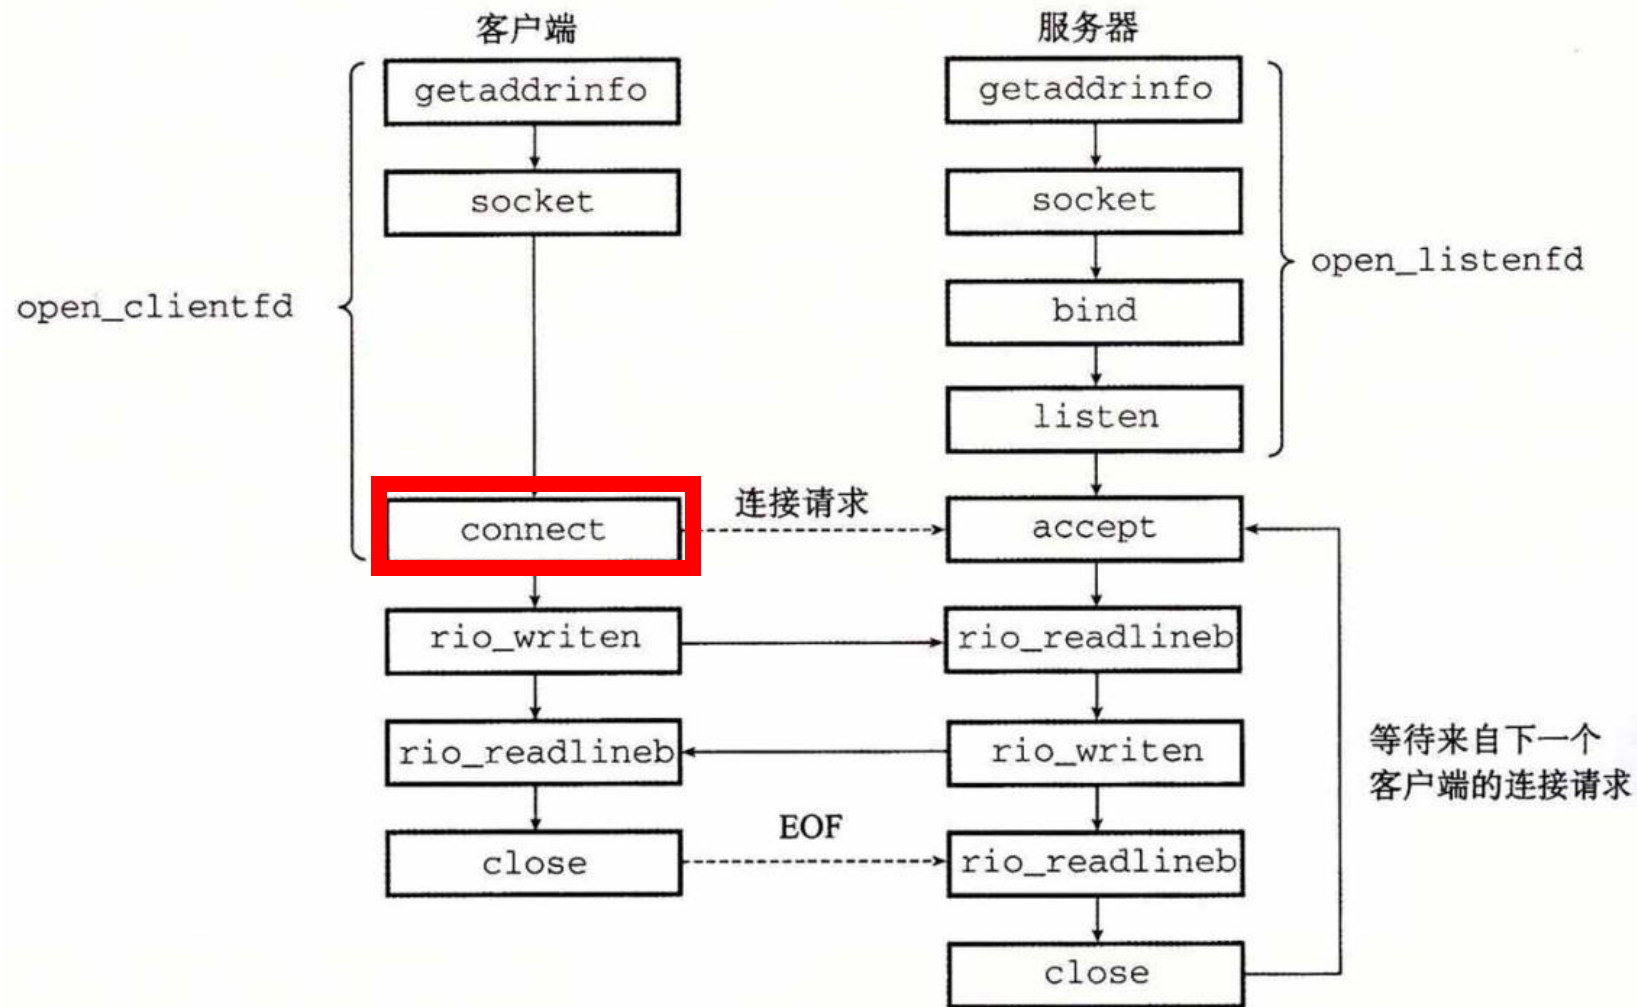 客户端
服务器
getaddrinfo
getaddrinfo
socket
socket
open_clientfd
bind
open_listenfd
listen
connect
连接请求
accept
rio_writen
rio_readlineb
rio_readlineb
rio_writen
等待来自下一个
客户端的连接请求
close
EOF
rio_readlineb
close